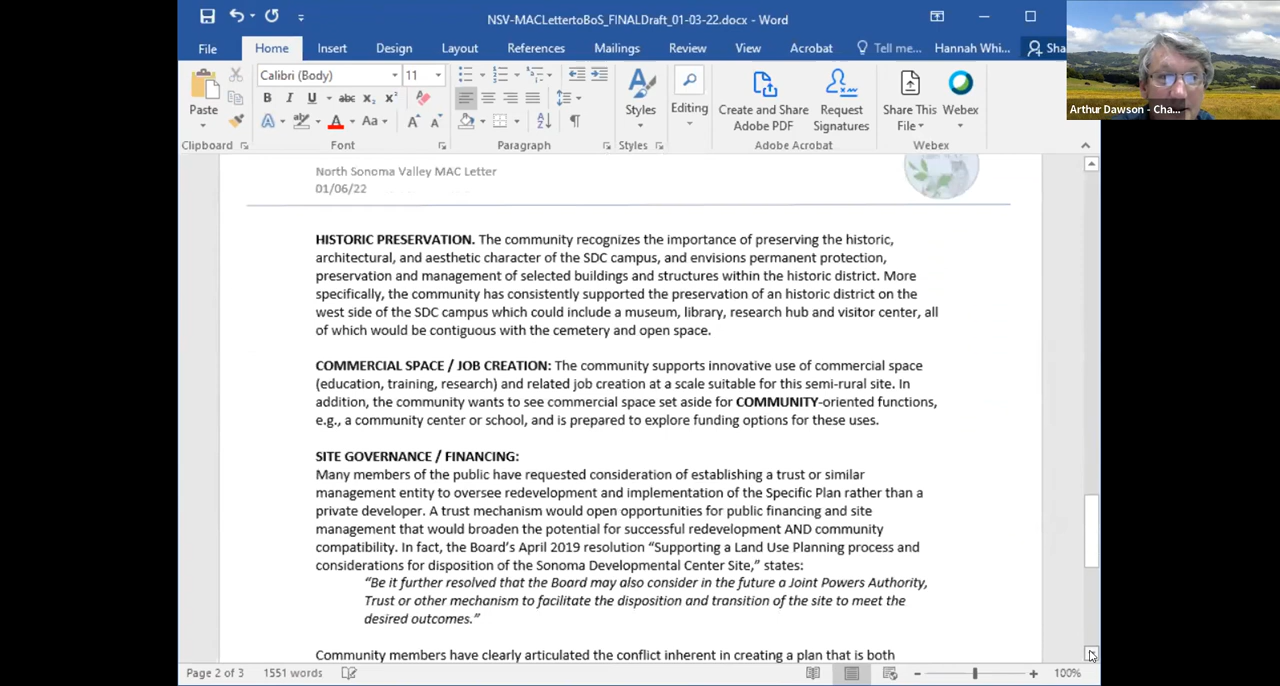 NSV-MACLettertoBoS_FINALDraft_01-03-22.docx - Word
File Home Insert Design Layout References Mailings Review View Acrobat Tell me... Hannah Whi... Sha
Arthur Dawson - Cha...
Calibri (Body) 11
Paste Styles Editing Create and Share Adobe PDF Request Signatures Share This File Webex
Clipboard Font Paragraph Styles Adobe Acrobat Webex
North Sonoma Valley MAC Letter
01/06/22
HISTORIC PRESERVATION. The community recognizes the importance of preserving the historic,
architectural, and aesthetic character of the SDC campus, and envisions permanent protection,
preservation and management of selected buildings and structures within the historic district. More
specifically, the community has consistently supported the preservation of an historic district on the
west side of the SDC campus which could include a museum, library, research hub and visitor center, all
of which would be contiguous with the cemetery and open space.
COMMERCIAL SPACE / JOB CREATION: The community supports innovative use of commercial space
(education, training, research) and related job creation at a scale suitable for this semi-rural site. In
addition, the community wants to see commercial space set aside for COMMUNITY-oriented functions,
e.g., a community center or school, and is prepared to explore funding options for these uses.
SITE GOVERNANCE / FINANCING:
Many members of the public have requested consideration of establishing a trust or similar
management entity to oversee redevelopment and implementation of the Specific Plan rather than a
private developer. A trust mechanism would open opportunities for public financing and site
management that would broaden the potential for successful redevelopment AND community
compatibility. In fact, the Board's April 2019 resolution “Supporting a Land Use Planning process and
considerations for disposition of the Sonoma Developmental Center Site,” states:
“Be it further resolved that the Board may also consider in the future a Joint Powers Authority,
Trust or other mechanism to facilitate the disposition and transition of the site to meet the
desired outcomes.”
Community members have clearly articulated the conflict inherent in creating a plan that is both
Page 2 of 3 1551 words 100%